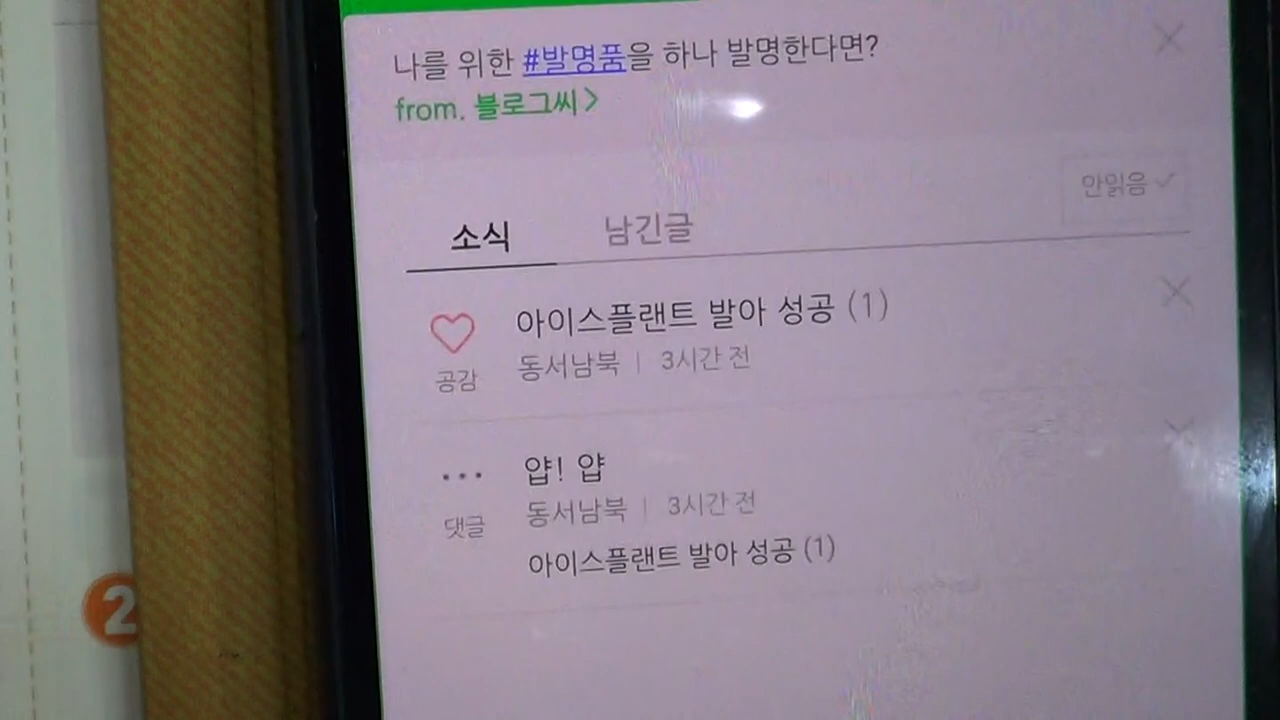 나를 위한 #발명품을 하나 발명한다면?
from. 블로그씨 >
안읽음
소식 남긴글
아이스플랜트 발아 성공 (1)
공감
동서남북 | 3시간 전
얍! 얍
동서남북 | 3시간 전
댓글
아이스플랜트 발아 성공 (1)
2